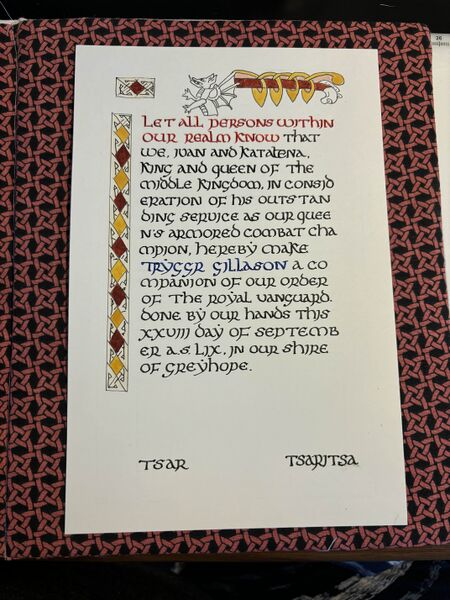 Let all persons within
our realm know that
we, Ivan and Katalena,
King and Queen of the
Middle Kingdom, in consid
eration of his outstan
ding service as our Quee
n's armored combat cha
mpion, hereby make
Tryggr Gillason a co
mpanion of our order
of the Royal Vanguard.
Done by our hands this
XXVIII day of Septemb
er A.S. LIX, in our Shire
of Greyhope.
Tsar Tsaritsa